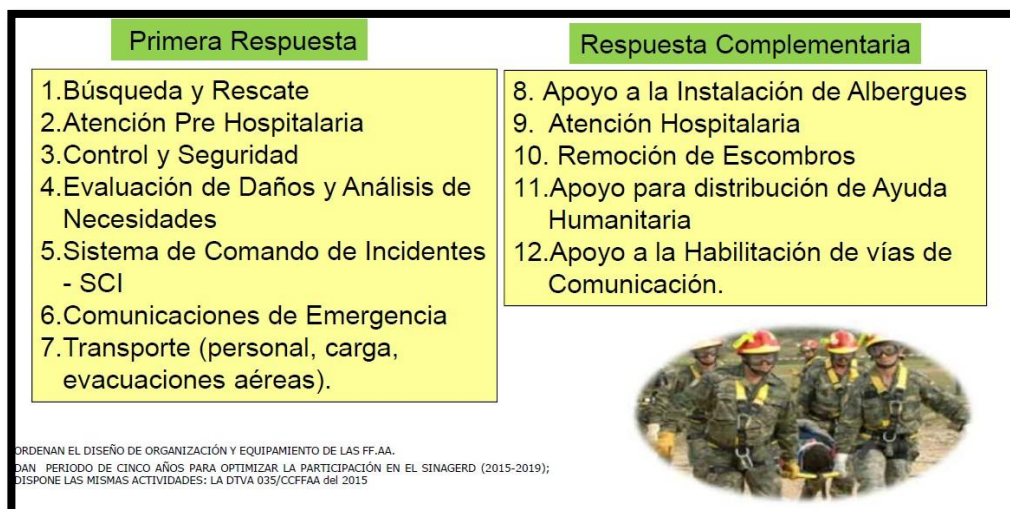 Primera Respuesta
1.Búsqueda y Rescate
2.Atención Pre Hospitalaria
3.Control y Seguridad
4.Evaluación de Daños y Análisis de
Necesidades
5.Sistema de Comando de Incidentes
- SCI
6.Comunicaciones de Emergencia
7.Transporte (personal, carga,
evacuaciones aéreas).
Respuesta Complementaria
8. Apoyo a la Instalación de Albergues
9. Atención Hospitalaria
10. Remoción de Escombros
11.Apoyo para distribución de Ayuda
Humanitaria
12.Apoyo a la Habilitación de vías de
Comunicación.
ORDENAN EL DISEÑO DE ORGANIZACIÓN Y EQUIPAMIENTO DE LAS FF.AA.
DAN PERIODO DE CINCO AÑOS PARA OPTIMIZAR LA PARTICIPACIÓN EN EL SINAGERD (2015-2019);
DISPONE LAS MISMAS ACTIVIDADES: LA DTVA 035/CCFFAA del 2015